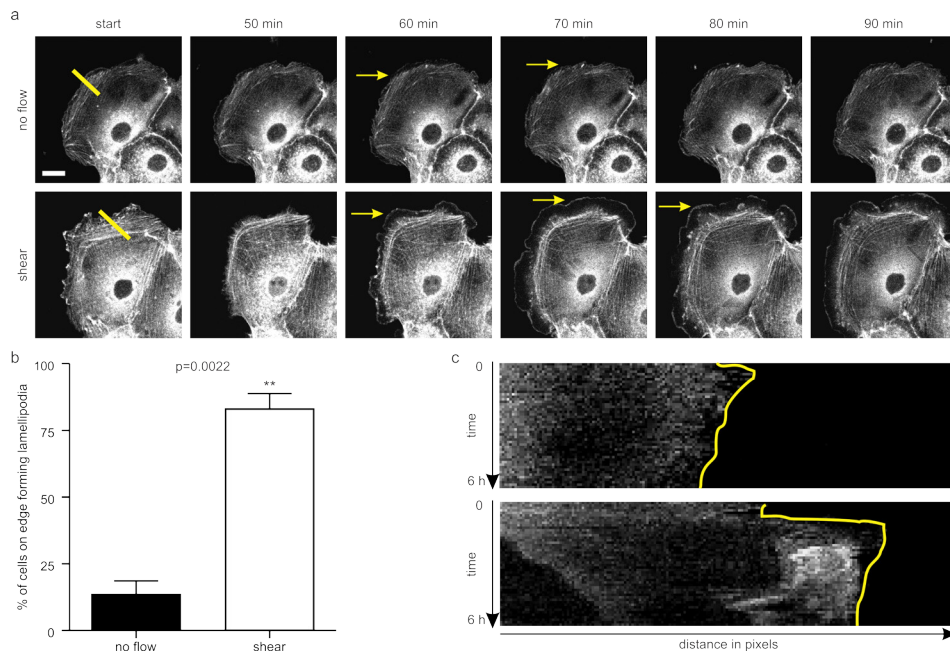 a
start 50 min 60 min 70 min 80 min 90 min
no flow
shear
b
% of cells on edge forming lamellipodia
100
75
50
25
0
p=0.0022
**
no flow shear
c
0
time
6 h
0
time
6 h
distance in pixels